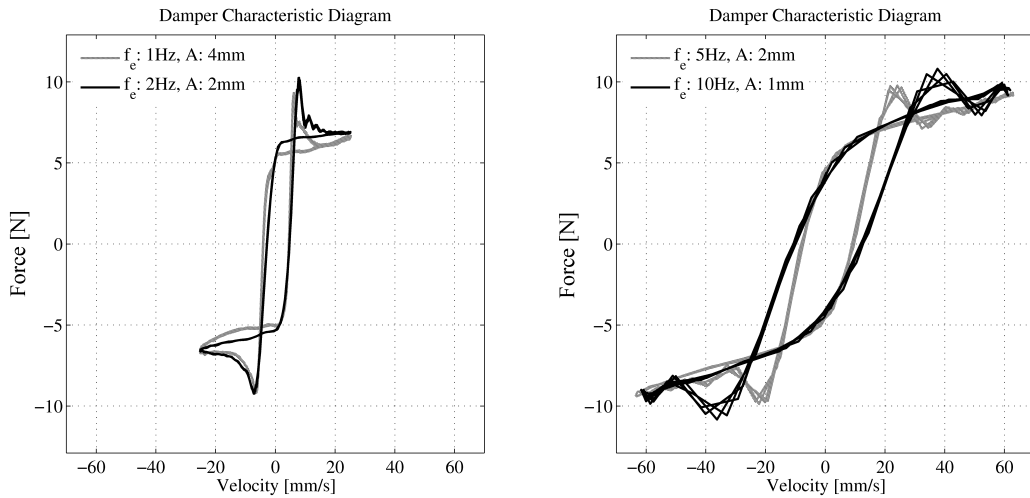 Damper Characteristic Diagram
f_e: 1Hz, A: 4mm
f_e: 2Hz, A: 2mm
10
5
0
−5
−10
Force [N]
−60 −40 −20 0 20 40 60
Velocity [mm/s]
Damper Characteristic Diagram
f_e: 5Hz, A: 2mm
f_e: 10Hz, A: 1mm
10
5
0
−5
−10
Force [N]
−60 −40 −20 0 20 40 60
Velocity [mm/s]